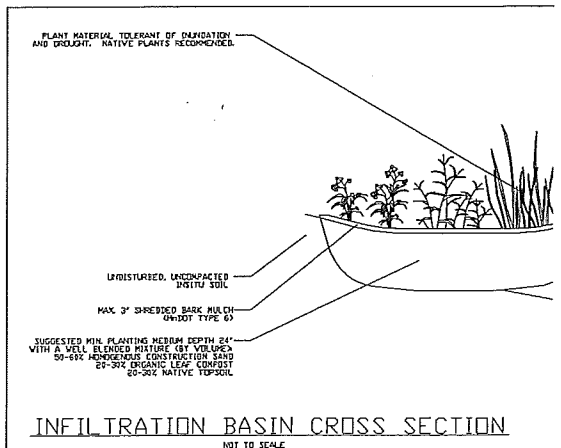 PLANT MATERIAL TOLERANT OF INUNDATION
AND DROUGHT. NATIVE PLANTS RECOMMENDED.
UNDISTURBED, UNCOMPACTED
INSITU SOIL
MAX. 3" SHREDDED BARK MULCH
(MnDOT TYPE 6)
SUGGESTED MIN. PLANTING MEDIUM DEPTH 24"
WITH A WELL BLENDED MIXTURE (BY VOLUME)
50-60% HOMOGENOUS CONSTRUCTION SAND
20-30% ORGANIC LEAF COMPOST
20-30% NATIVE TOPSOIL
INFILTRATION BASIN CROSS SECTION
NOT TO SCALE